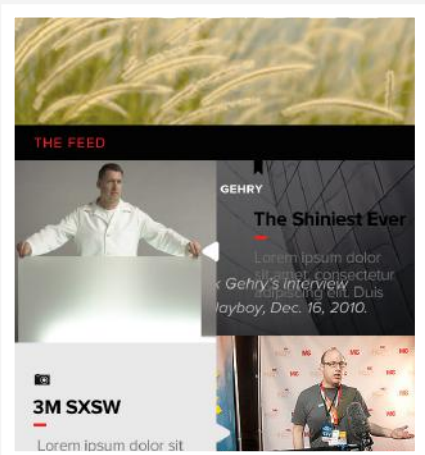 THE FEED
GEHRY
The Shiniest Ever
Lorem ipsum dolor
sit amet, consectetur
adipiscing elit. Duis
Gehry's interview
Dec. 16, 2010.
3M SXSW
Lorem ipsum dolor sit